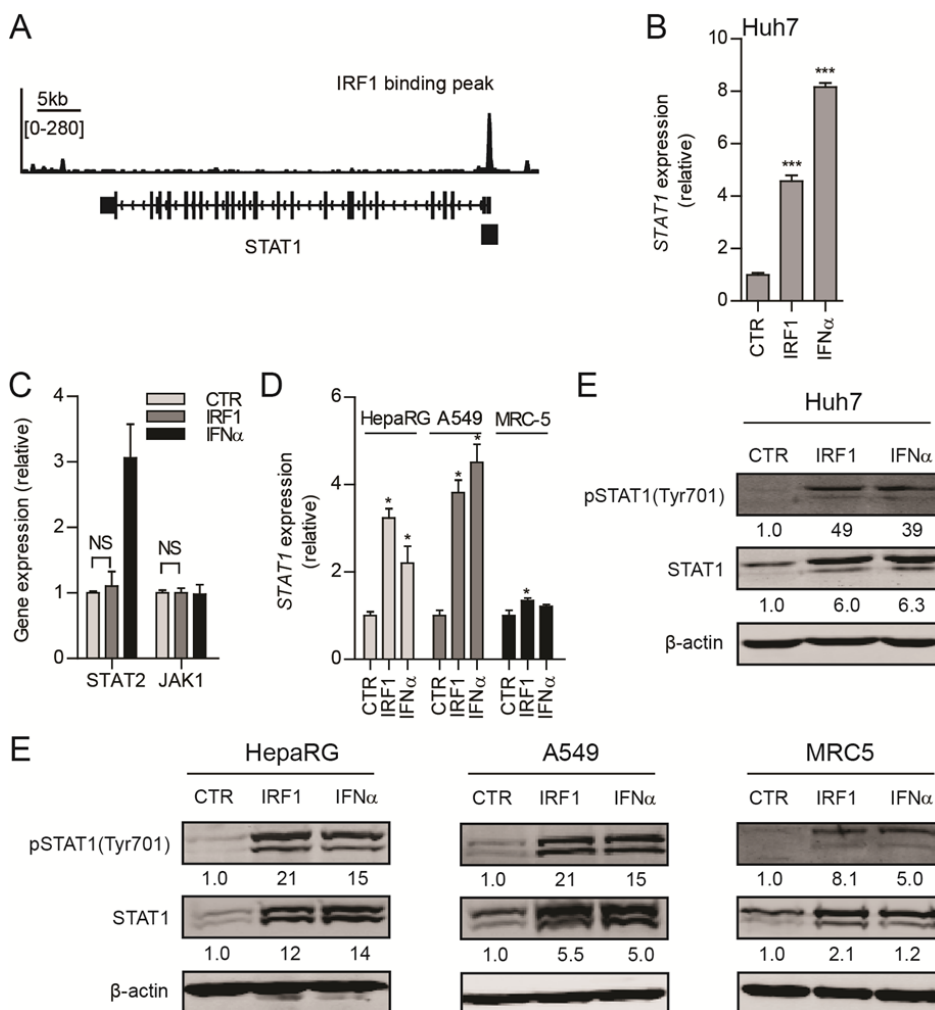 A
IRF1 binding peak
5kb
[0-280]
STAT1
B
Huh7
STAT1 expression
(relative)
10
8
6
4
2
0
***
***
CTR
IRF1
IFNα
C
Gene expression (relative)
4
3
2
1
0
CTR
IRF1
IFNα
NS
NS
STAT2 JAK1
D
STAT1 expression
(relative)
6
4
2
0
HepaRG A549 MRC-5
* * * * *
CTR IRF1 IFNα CTR IRF1 IFNα CTR IRF1 IFNα
E
Huh7
CTR IRF1 IFNα
pSTAT1(Tyr701)
1.0 49 39
STAT1
1.0 6.0 6.3
β-actin
E
HepaRG
CTR IRF1 IFNα
pSTAT1(Tyr701)
1.0 21 15
STAT1
1.0 12 14
β-actin
A549
CTR IRF1 IFNα
1.0 21 15
1.0 5.5 5.0
MRC5
CTR IRF1 IFNα
1.0 8.1 5.0
1.0 2.1 1.2